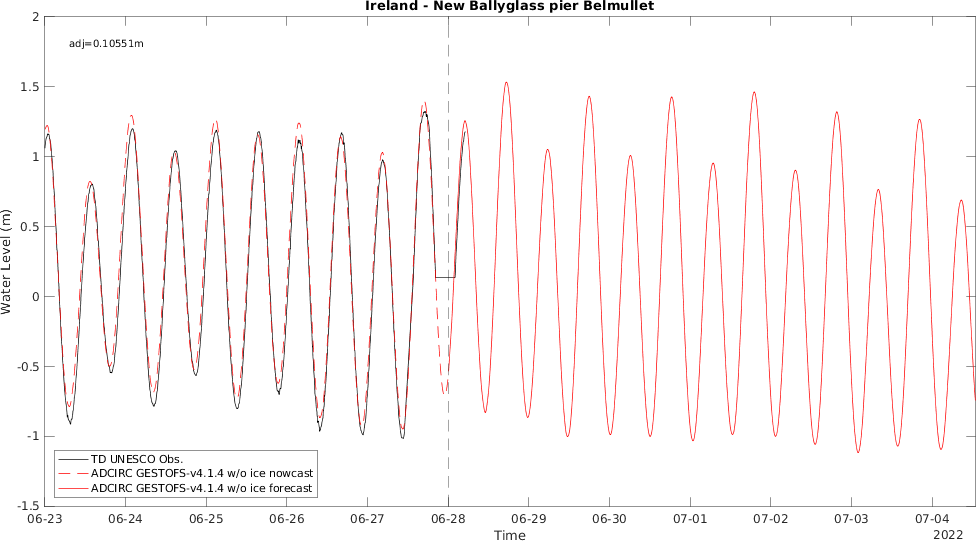 Ireland - New Ballyglass pier Belmullet
adj=0.10551m
2
1.5
1
0.5
0
-0.5
-1
-1.5
Water Level (m)
TD UNESCO Obs.
ADCIRC GESTOFS-v4.1.4 w/o ice nowcast
ADCIRC GESTOFS-v4.1.4 w/o ice forecast
06-23 06-24 06-25 06-26 06-27 06-28 06-29 06-30 07-01 07-02 07-03 07-04
Time
2022